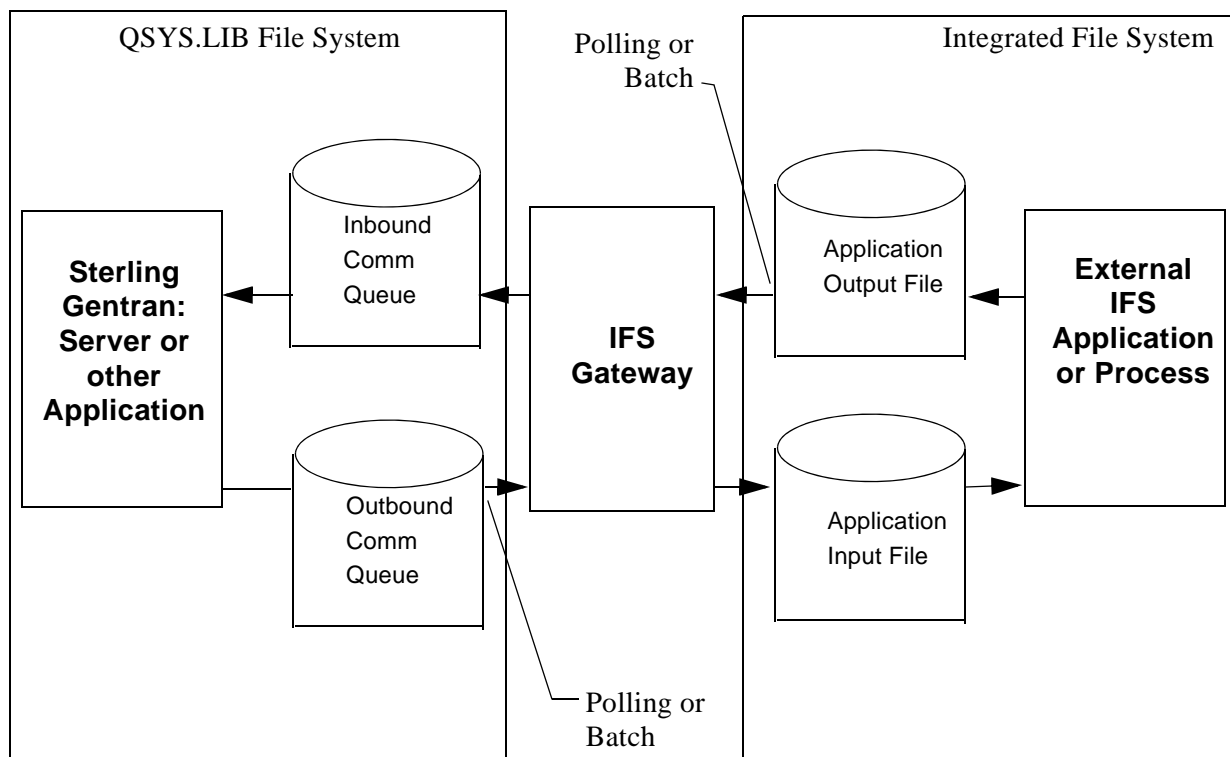 QSYS.LIB File System
Polling or
Batch
Integrated File System
Sterling
Gentran:
Server or
other
Application
Inbound
Comm
Queue
IFS
Gateway
Application
Output File
External
IFS
Application
or Process
Outbound
Comm
Queue
Application
Input File
Polling or
Batch